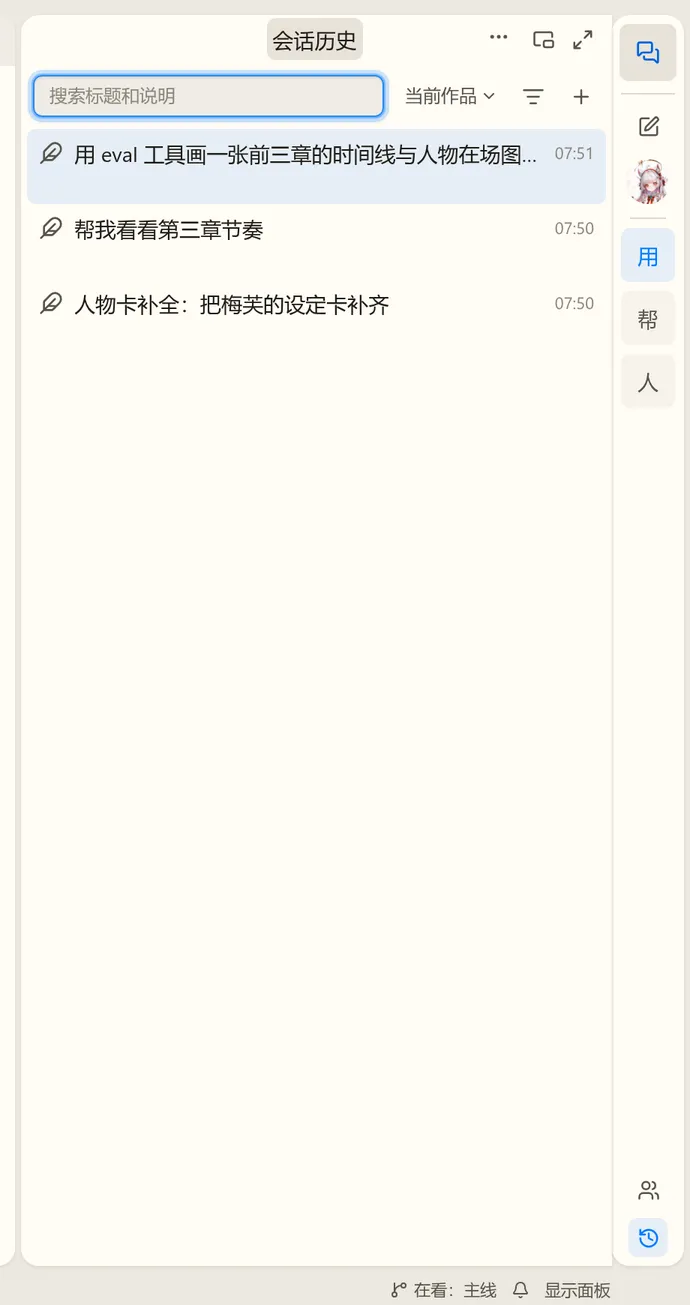 会话历史
搜索标题和说明
当前作品
用 eval 工具画一张前三章的时间线与人物在场图... 07:51
帮我看看第三章节奏 07:50
人物卡补全：把梅芙的设定卡补齐 07:50
用
帮
人
在看：主线 显示面板